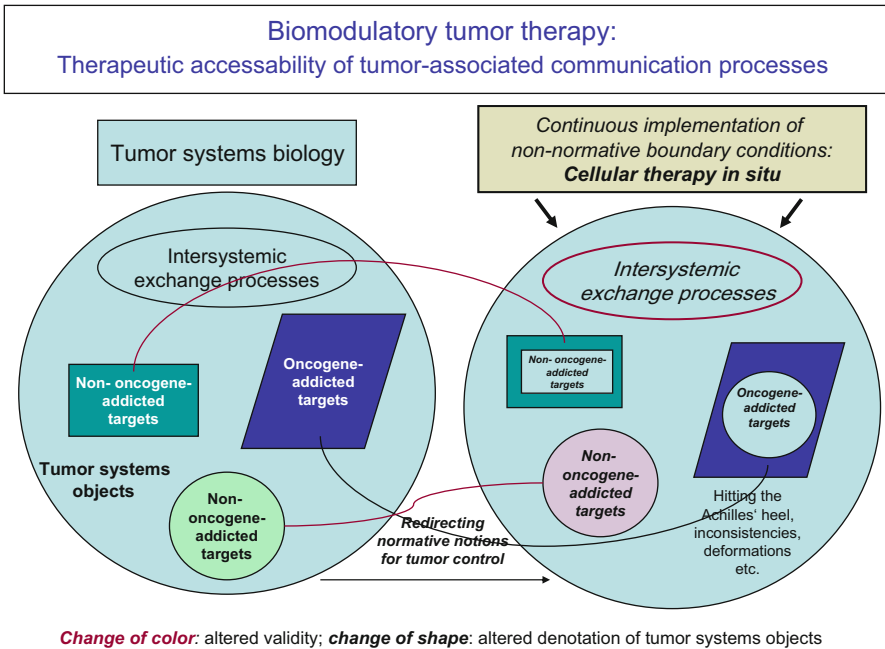 Biomodulatory tumor therapy:
Therapeutic accessability of tumor-associated communication processes
Tumor systems biology
Continuous implementation of
non-normative boundary conditions:
Cellular therapy in situ
Intersystemic
exchange processes
Non- oncogene-
addicted
targets
Oncogene-
addicted
targets
Tumor systems
objects
Non-
oncogene-
addicted
targets
Intersystemic
exchange processes
Non- oncogene-
addicted
targets
Oncogene-
addicted
targets
Non-
oncogene-
addicted
targets
Hitting the
Achilles‘ heel,
inconsistencies,
deformations
etc.
Redirecting
normative notions
for tumor control
Change of color: altered validity; change of shape: altered denotation of tumor systems objects